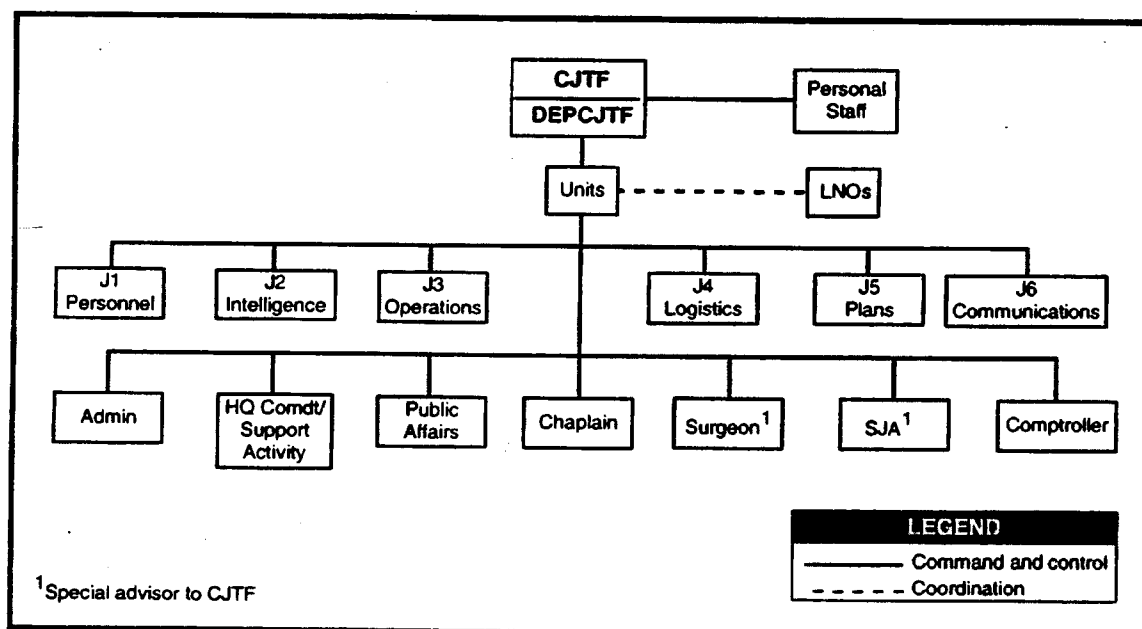 CJTF
DEPCJTF
Personal
Staff
Units
LNOs
J1
Personnel
J2
Intelligence
J3
Operations
J4
Logistics
J5
Plans
J6
Communications
Admin
HQ Comdt/
Support
Activity
Public
Affairs
Chaplain
Surgeon1
SJA1
Comptroller
LEGEND
Command and control
Coordination
1Special advisor to CJTF